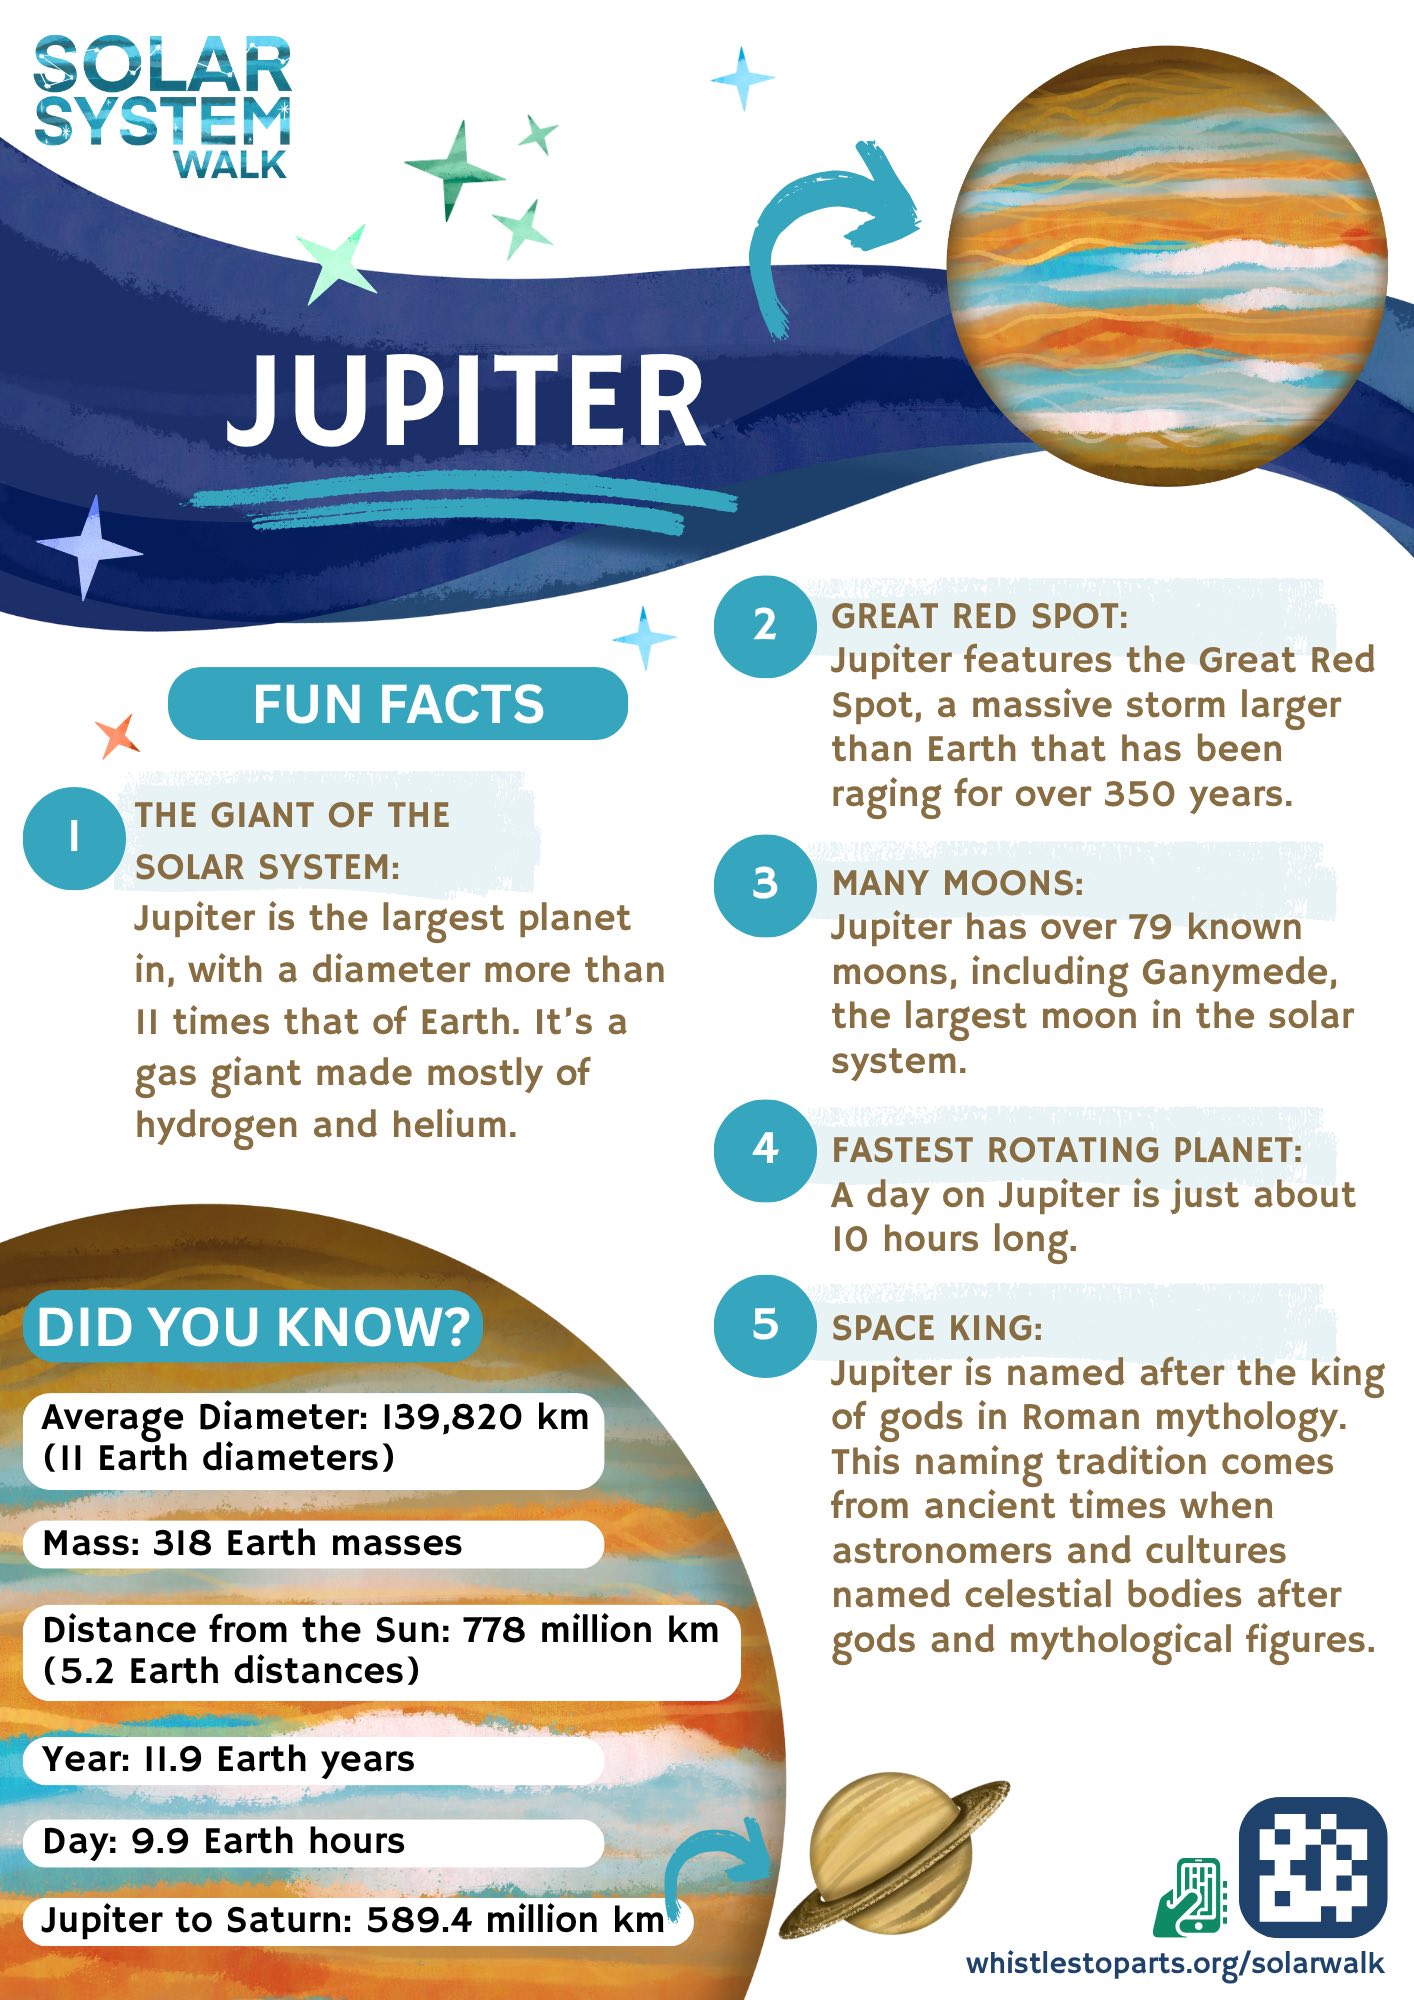 SOLAR
SYSTEM
WALK
JUPITER
FUN FACTS
1
THE GIANT OF THE
SOLAR SYSTEM:
Jupiter is the largest planet
in, with a diameter more than
11 times that of Earth. It's a
gas giant made mostly of
hydrogen and helium.
2
GREAT RED SPOT:
Jupiter features the Great Red
Spot, a massive storm larger
than Earth that has been
raging for over 350 years.
3
MANY MOONS:
Jupiter has over 79 known
moons, including Ganymede,
the largest moon in the solar
system.
4
FASTEST ROTATING PLANET:
A day on Jupiter is just about
10 hours long.
5
SPACE KING:
Jupiter is named after the king
of gods in Roman mythology.
This naming tradition comes
from ancient times when
astronomers and cultures
named celestial bodies after
gods and mythological figures.
DID YOU KNOW?
Average Diameter: 139,820 km
(11 Earth diameters)
Mass: 318 Earth masses
Distance from the Sun: 778 million km
(5.2 Earth distances)
Year: 11.9 Earth years
Day: 9.9 Earth hours
Jupiter to Saturn: 589.4 million km
whistlestoparts.org/solarwalk